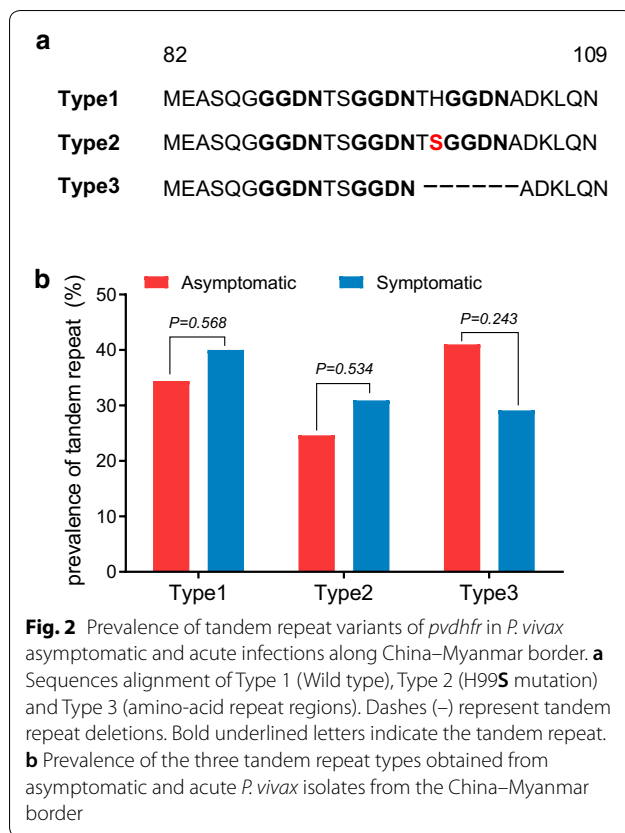 a
82 109
Type1 MEASQGGGDNTSGGDNTHGGDNADKLQN
Type2 MEASQGGGDNTSGGDNTSGGDNADKLQN
Type3 MEASQGGGDNTSGGDN ––––––ADKLQN
b
Asymptomatic Symptomatic
prevalence of tandem repeat (%)
50
40
30
20
10
0
P=0.568
P=0.534
P=0.243
Type1 Type2 Type3
Fig. 2 Prevalence of tandem repeat variants of pvdhfr in P. vivax
asymptomatic and acute infections along China–Myanmar border. a
Sequences alignment of Type 1 (Wild type), Type 2 (H99S mutation)
and Type 3 (amino-acid repeat regions). Dashes (–) represent tandem
repeat deletions. Bold underlined letters indicate the tandem repeat.
b Prevalence of the three tandem repeat types obtained from
asymptomatic and acute P. vivax isolates from the China–Myanmar
border